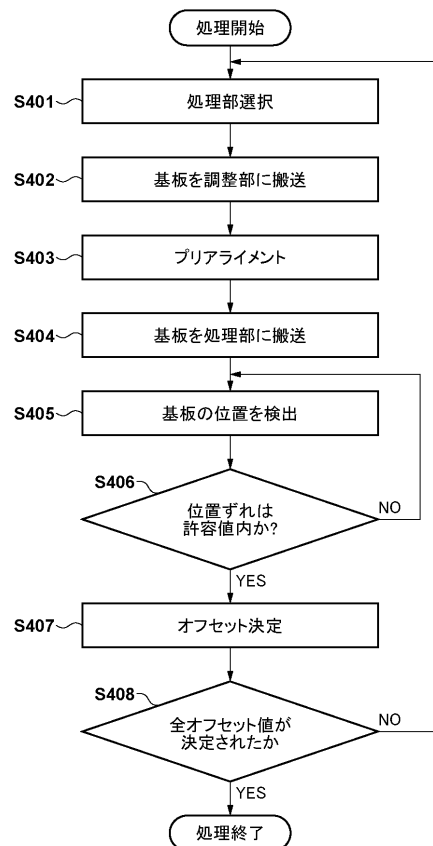 処理開始
S401
処理部選択
S402
基板を調整部に搬送
S403
プリアライメント
S404
基板を処理部に搬送
S405
基板の位置を検出
S406
位置ずれは
許容値内か?
NO
YES
S407
オフセット決定
S408
全オフセット値が
決定されたか
NO
YES
処理終了